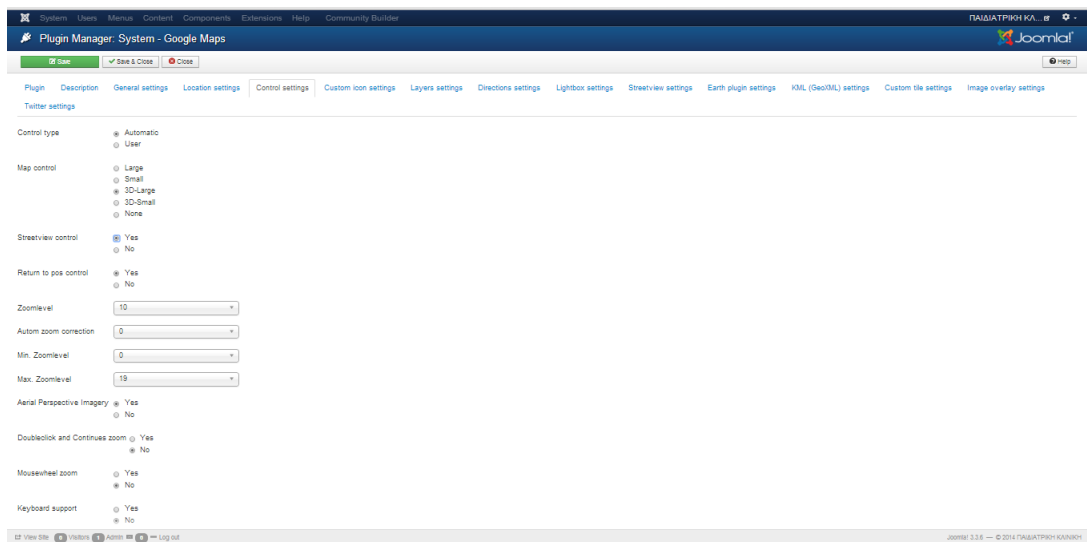 System Users Menus Content Components Extensions Help Community Builder ΠΑΙΔΙΑΤΡΙΚΗ ΚΛ...
Plugin Manager: System - Google Maps Joomla!
Save Save & Close Close Help
Plugin Description General settings Location settings Control settings Custom icon settings Layers settings Directions settings Lightbox settings Streetview settings Earth plugin settings KML (GeoXML) settings Custom tile settings Image overlay settings
Twitter settings
Control type Automatic
User
Map control Large
Small
3D-Large
3D-Small
None
Streetview control Yes
No
Return to pos control Yes
No
Zoomlevel 10
Autom zoom correction 0
Min. Zoomlevel 0
Max. Zoomlevel 19
Aerial Perspective Imagery Yes
No
Doubleclick and Continues zoom Yes
No
Mousewheel zoom Yes
No
Keyboard support Yes
No
View Site Visitors 1 Admin Log out Joomla! 3.3.6 — © 2014 ΠΑΙΔΙΑΤΡΙΚΗ ΚΛΙΝΙΚΗ